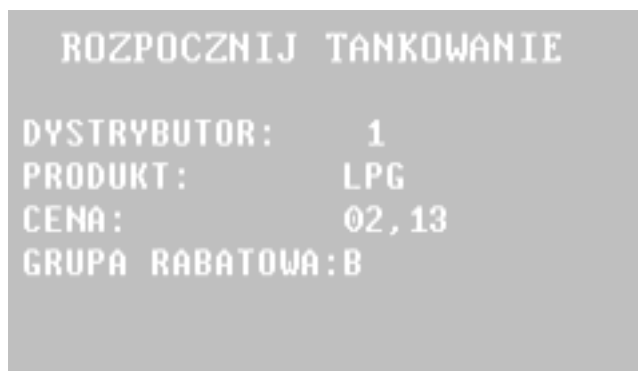 ROZPOCZNIJ TANKOWANIE
DYSTRYBUTOR: 1
PRODUKT: LPG
CENA: 02,13
GRUPA RABATOWA:B